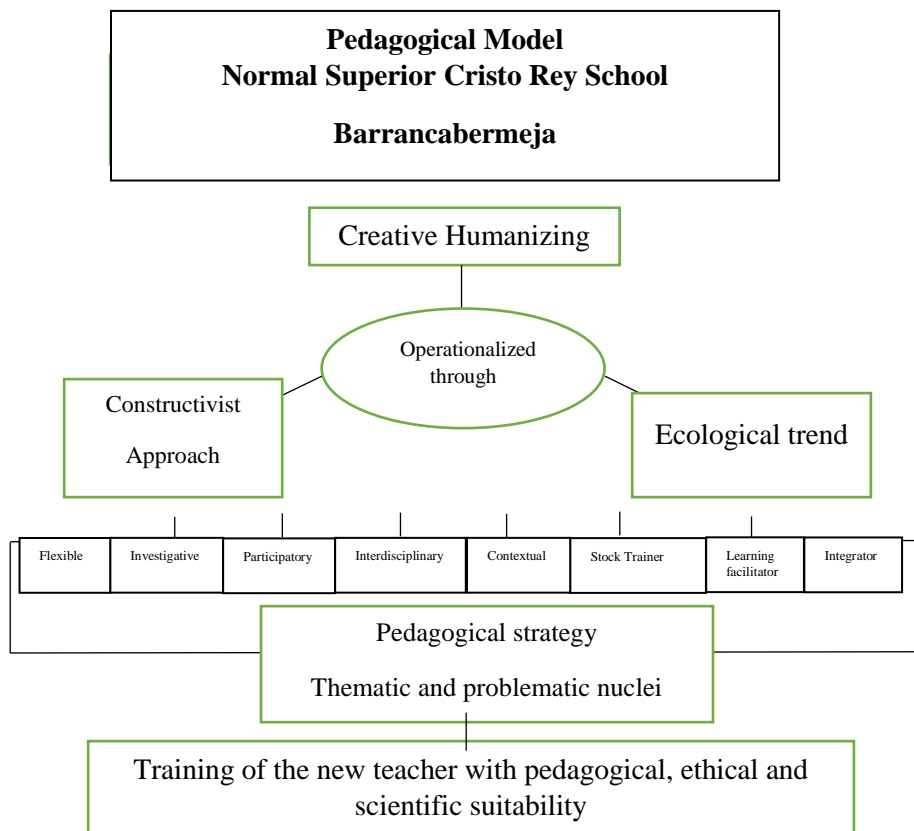 Pedagogical Model
Normal Superior Cristo Rey School
Barrancabermeja
Creative Humanizing
Operationalized
through
Constructivist
Approach
Ecological trend
Flexible
Investigative
Participatory
Interdisciplinary
Contextual
Stock Trainer
Learning
facilitator
Integrator
Pedagogical strategy
Thematic and problematic nuclei
Training of the new teacher with pedagogical, ethical and
scientific suitability